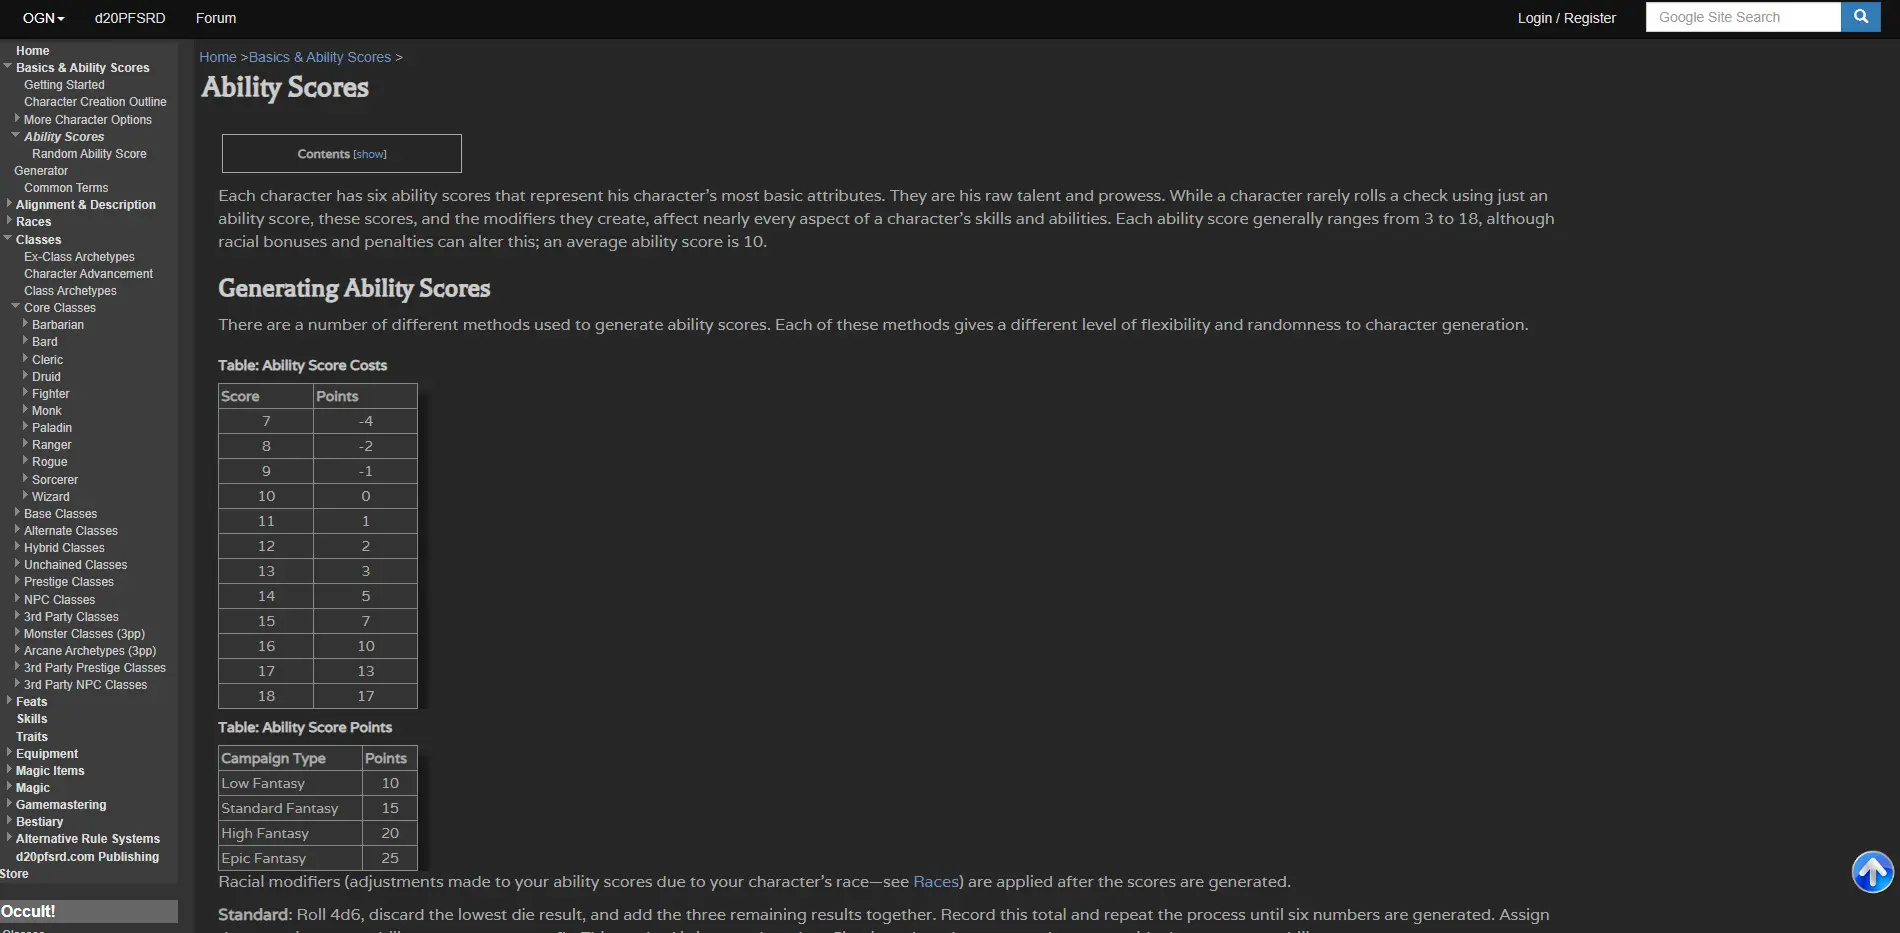 OGN
d20PFSRD
Forum
Login / Register
Google Site Search
Home
Basics & Ability Scores
Getting Started
Character Creation Outline
More Character Options
Ability Scores
Random Ability Score
Generator
Common Terms
Alignment & Description
Races
Classes
Ex-Class Archetypes
Character Advancement
Class Archetypes
Core Classes
Barbarian
Bard
Cleric
Druid
Fighter
Monk
Paladin
Ranger
Rogue
Sorcerer
Wizard
Base Classes
Alternate Classes
Hybrid Classes
Unchained Classes
Prestige Classes
NPC Classes
3rd Party Classes
Monster Classes (3pp)
Arcane Archetypes (3pp)
3rd Party Prestige Classes
3rd Party NPC Classes
Feats
Skills
Traits
Equipment
Magic Items
Magic
Gamemastering
Bestiary
Alternative Rule Systems
d20pfsrd.com Publishing
Store
Occult!
Home >Basics & Ability Scores >
Ability Scores
Contents [show]
Each character has six ability scores that represent his character's most basic attributes. They are his raw talent and prowess. While a character rarely rolls a check using just an
ability score, these scores, and the modifiers they create, affect nearly every aspect of a character's skills and abilities. Each ability score generally ranges from 3 to 18, although
racial bonuses and penalties can alter this; an average ability score is 10.
Generating Ability Scores
There are a number of different methods used to generate ability scores. Each of these methods gives a different level of flexibility and randomness to character generation.
Table: Ability Score Costs
Score Points
7 -4
8 -2
9 -1
10 0
11 1
12 2
13 3
14 5
15 7
16 10
17 13
18 17
Table: Ability Score Points
Campaign Type Points
Low Fantasy 10
Standard Fantasy 15
High Fantasy 20
Epic Fantasy 25
Racial modifiers (adjustments made to your ability scores due to your character's race—see Races) are applied after the scores are generated.
Standard: Roll 4d6, discard the lowest die result, and add the three remaining results together. Record this total and repeat the process until six numbers are generated. Assign